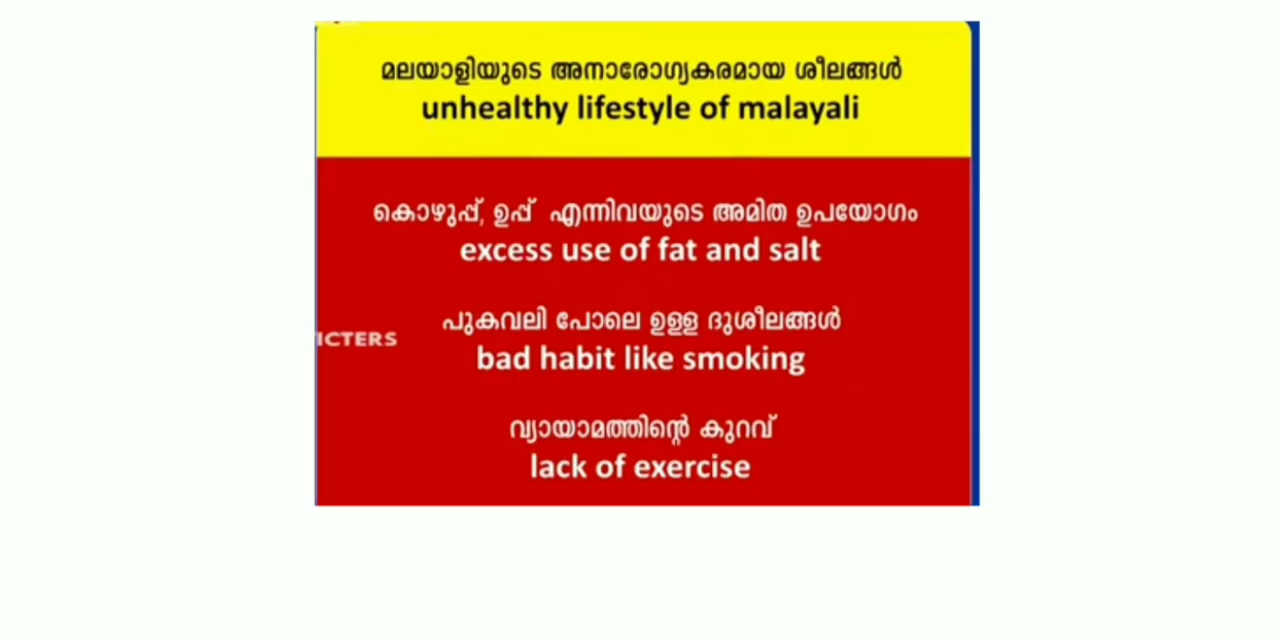 മലയാളിയുടെ അനാരോഗ്യകരമായ ശീലങ്ങൾ
unhealthy lifestyle of malayali
കൊഴുപ്പ്, ഉപ്പ് എന്നിവയുടെ അമിത ഉപയോഗം
excess use of fat and salt
പുകവലി പോലെ ഉള്ള ദുശീലങ്ങൾ
ICTERS
bad habit like smoking
വ്യായാമത്തിന്റെ കുറവ്
lack of exercise